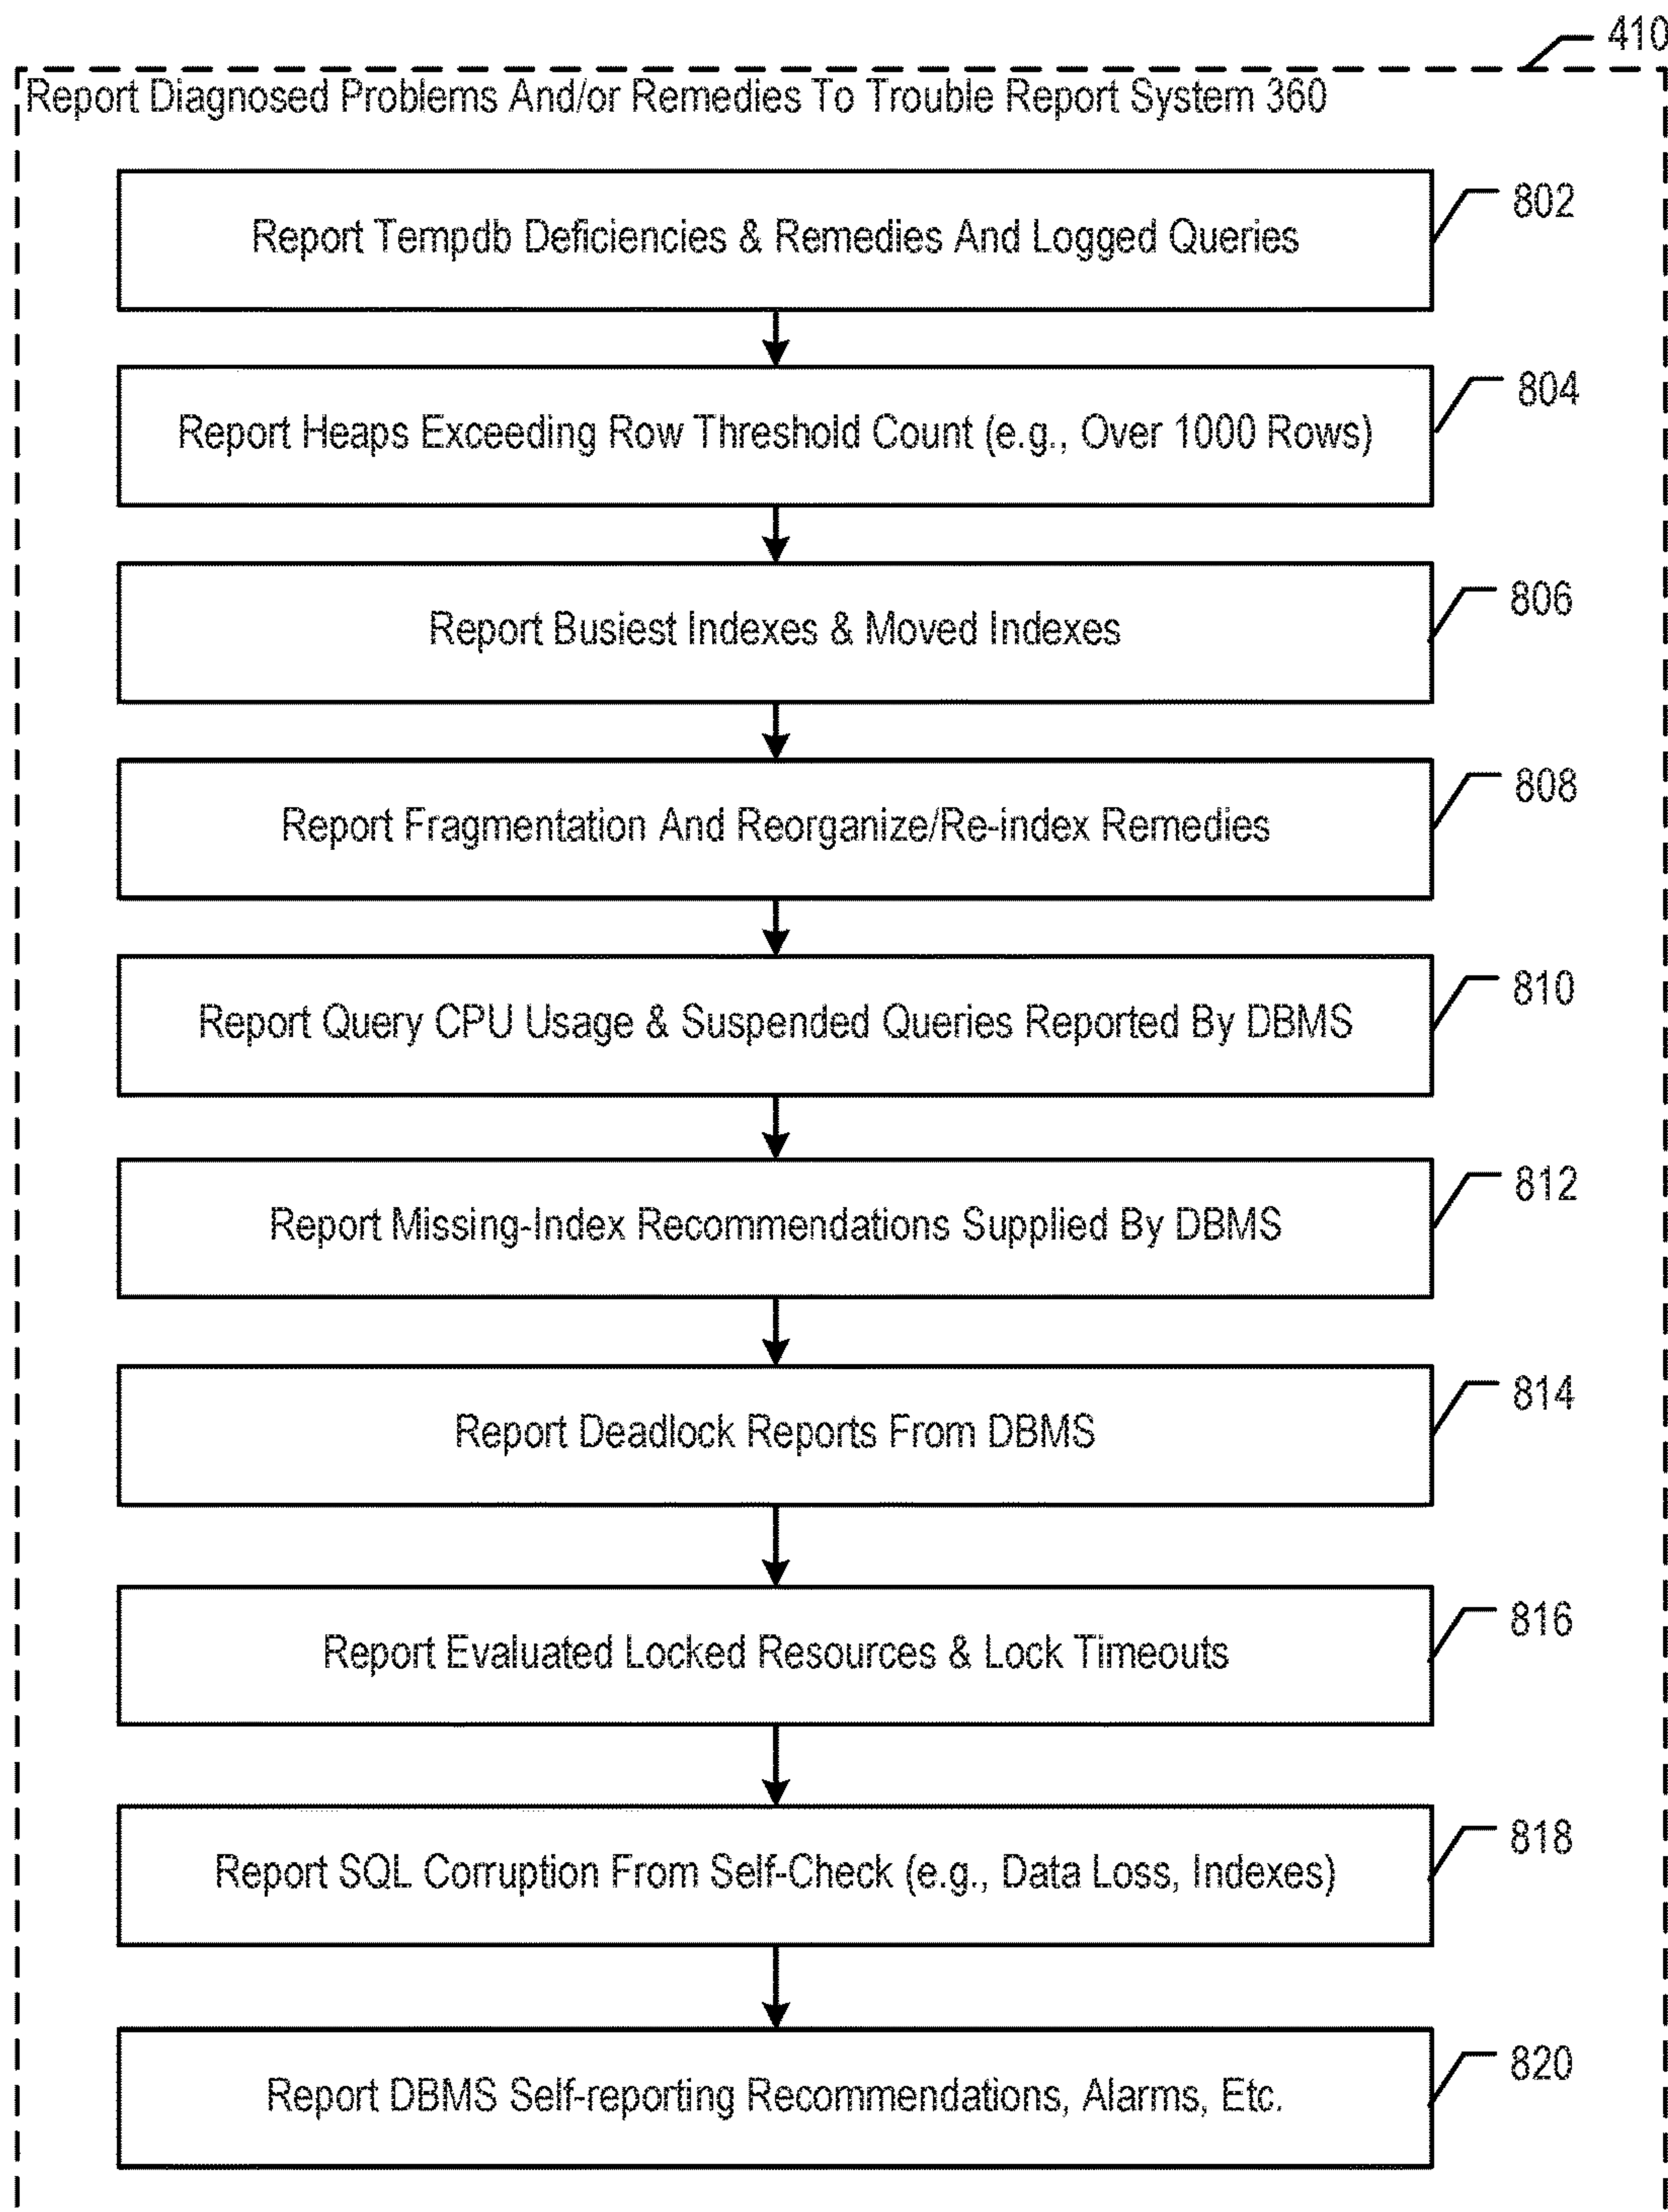 410
Report Diagnosed Problems And/or Remedies To Trouble Report System 360
Report Tempdb Deficiencies & Remedies And Logged Queries
802
Report Heaps Exceeding Row Threshold Count (e.g., Over 1000 Rows)
804
Report Busiest Indexes & Moved Indexes
806
Report Fragmentation And Reorganize/Re-index Remedies
808
Report Query CPU Usage & Suspended Queries Reported By DBMS
810
Report Missing-Index Recommendations Supplied By DBMS
812
Report Deadlock Reports From DBMS
814
Report Evaluated Locked Resources & Lock Timeouts
816
Report SQL Corruption From Self-Check (e.g., Data Loss, Indexes)
818
Report DBMS Self-reporting Recommendations, Alarms, Etc.
820